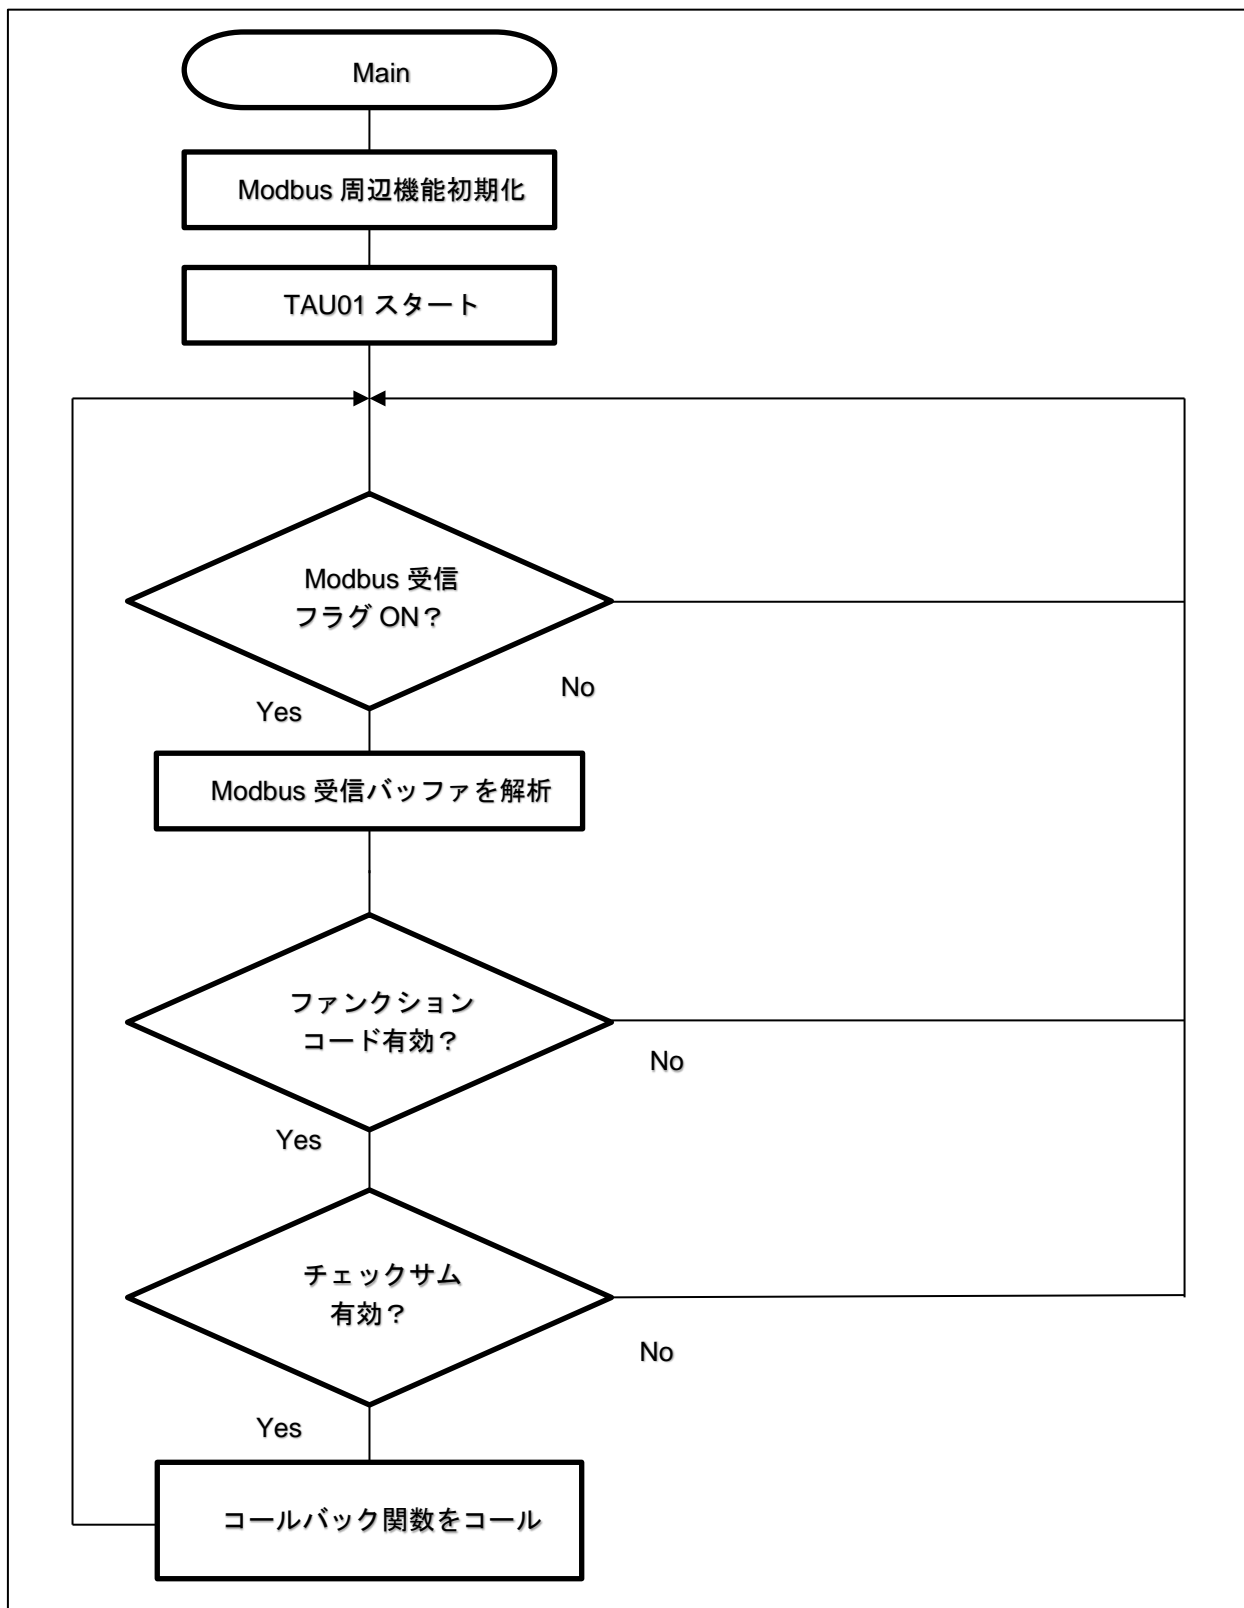 Main
Modbus 周辺機能初期化
TAU01 スタート
Modbus 受信
フラグ ON？
No
Yes
Modbus 受信バッファを解析
ファンクション
コード有効？
No
Yes
チェックサム
有効？
No
Yes
コールバック関数をコール